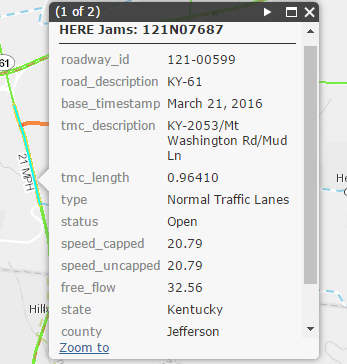 (1 of 2)
HERE Jams: 121N07687
roadway_id 121-00599
road_description KY-61
base_timestamp March 21, 2016
tmc_description KY-2053/Mt
Washington Rd/Mud
Ln
tmc_length 0.96410
type Normal Traffic Lanes
status Open
speed_capped 20.79
speed_uncapped 20.79
free_flow 32.56
state Kentucky
county Jefferson
Zoom to
61
21 MPH
He
C
Hill